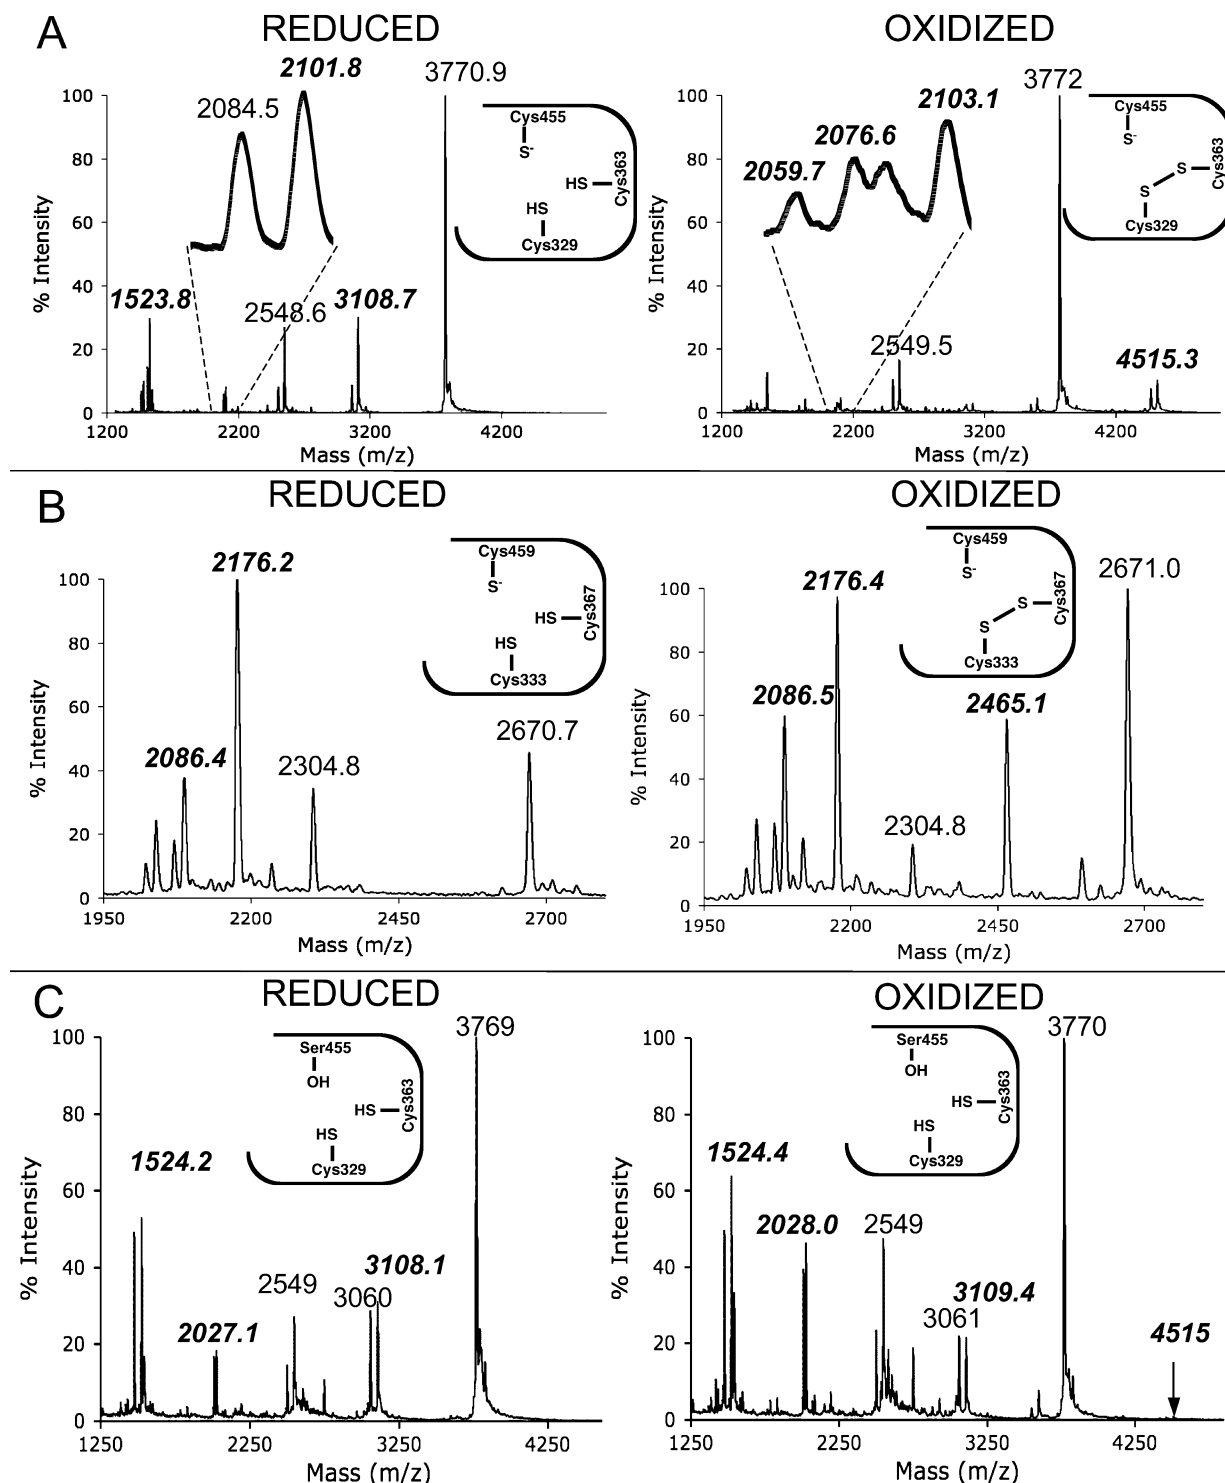 A
REDUCED
OXIDIZED
2101.8
2084.5
3770.9
100
80
60
40
20
0
% Intensity
1523.8
2548.6
3108.7
Cys455
S-
HS
Cys363
HS
Cys329
1200
2200
3200
4200
Mass (m/z)
3772
2103.1
2076.6
2059.7
100
80
60
40
20
0
% Intensity
2549.5
4515.3
Cys455
S-
S
Cys363
S
Cys329
1200
2200
3200
4200
Mass (m/z)
B
REDUCED
OXIDIZED
2176.2
2086.4
2304.8
2670.7
100
80
60
40
20
0
% Intensity
Cys459
S-
HS
Cys367
HS
Cys333
1950
2200
2450
2700
Mass (m/z)
2176.4
2671.0
2086.5
2465.1
2304.8
100
80
60
40
20
0
% Intensity
Cys459
S-
S
Cys367
S
Cys333
1950
2200
2450
2700
Mass (m/z)
C
REDUCED
OXIDIZED
3769
1524.2
2027.1
2549
3060
3108.1
100
80
60
40
20
0
% Intensity
Ser455
OH
HS
Cys363
HS
Cys329
1250
2250
3250
4250
Mass (m/z)
3770
1524.4
2028.0
2549
3061
3109.4
4515
100
80
60
40
20
0
% Intensity
Ser455
OH
HS
Cys363
HS
Cys329
1250
2250
3250
4250
Mass (m/z)